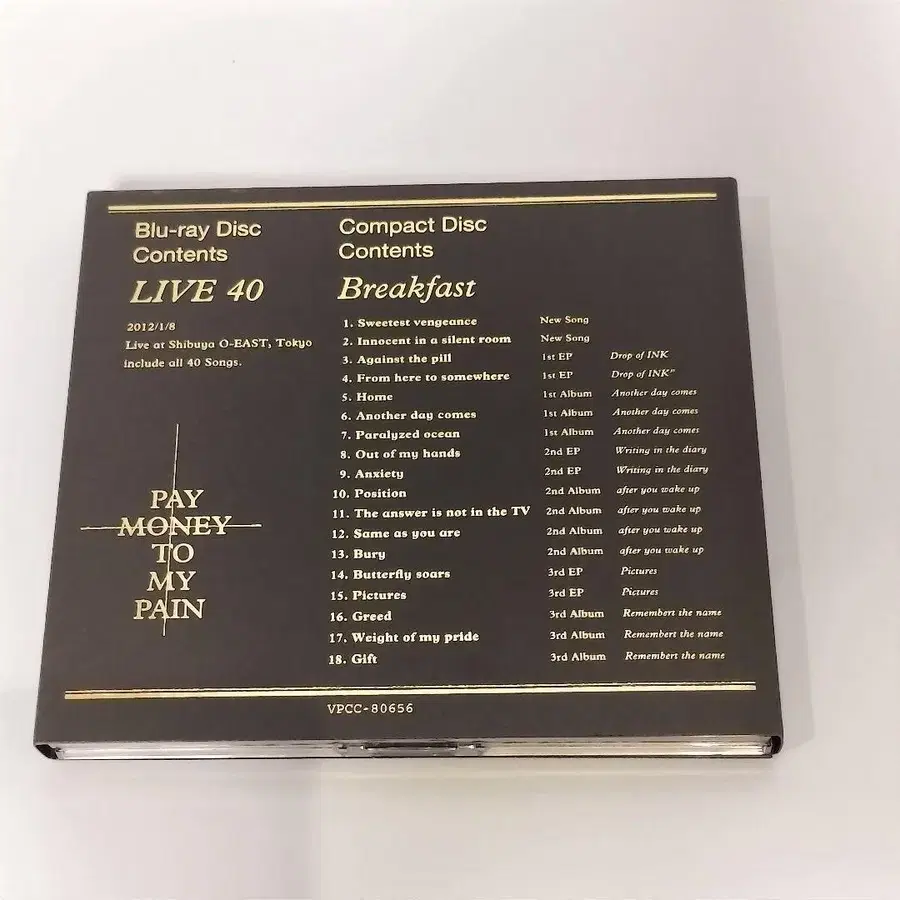 Blu-ray Disc
Contents
LIVE 40
2012/1/8
Live at Shibuya O-EAST, Tokyo
include all 40 Songs.
PAY
MONEY
TO
MY
PAIN
Compact Disc
Contents
Breakfast
1. Sweetest vengeance New Song
2. Innocent in a silent room New Song
3. Against the pill 1st EP Drop of INK
4. From here to somewhere 1st EP Drop of INK"
5. Home 1st Album Another day comes
6. Another day comes 1st Album Another day comes
7. Paralyzed ocean 1st Album Another day comes
8. Out of my hands 2nd EP Writing in the diary
9. Anxiety 2nd EP Writing in the diary
10. Position 2nd Album after you wake up
11. The answer is not in the TV 2nd Album after you wake up
12. Same as you are 2nd Album after you wake up
13. Bury 2nd Album after you wake up
14. Butterfly soars 3rd EP Pictures
15. Pictures 3rd EP Pictures
16. Greed 3rd Album Remembert the name
17. Weight of my pride 3rd Album Remembert the name
18. Gift 3rd Album Remembert the name
VPCC-80656